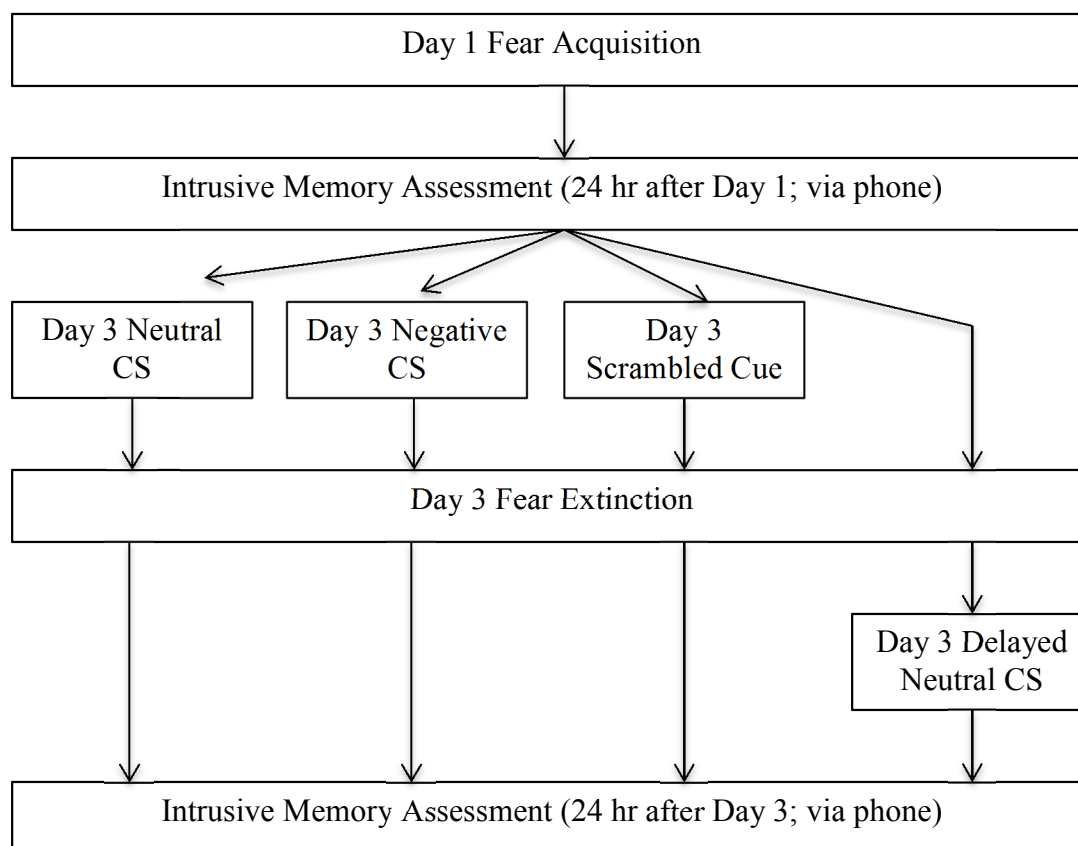 Day 1 Fear Acquisition
Intrusive Memory Assessment (24 hr after Day 1; via phone)
Day 3 Neutral
CS
Day 3 Negative
CS
Day 3
Scrambled Cue
Day 3 Fear Extinction
Day 3 Delayed
Neutral CS
Intrusive Memory Assessment (24 hr after Day 3; via phone)